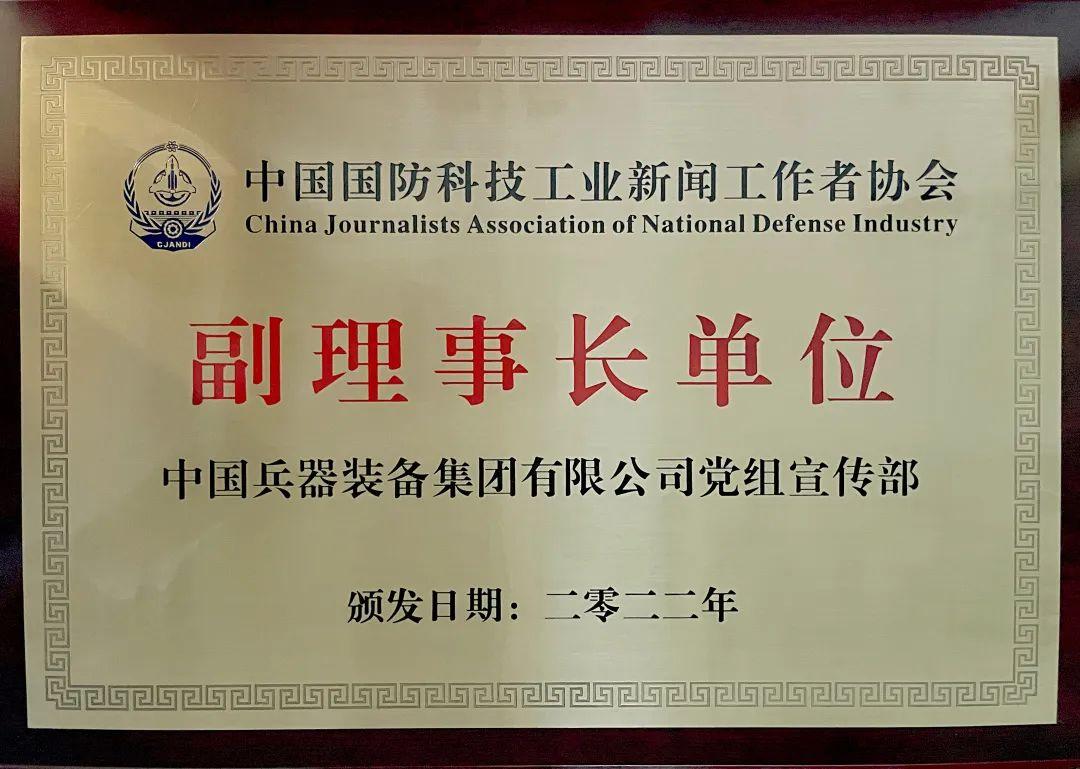 中国国防科技工业新闻工作者协会
China Journalists Association of National Defense Industry
CJANDI
副理事长单位
中国兵器装备集团有限公司党组宣传部
颁发日期：二零二二年